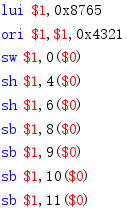 lui $1,0x8765
ori $1,$1,0x4321
sw $1,0($0)
sh $1,4($0)
sh $1,6($0)
sb $1,8($0)
sb $1,9($0)
sb $1,10($0)
sb $1,11($0)